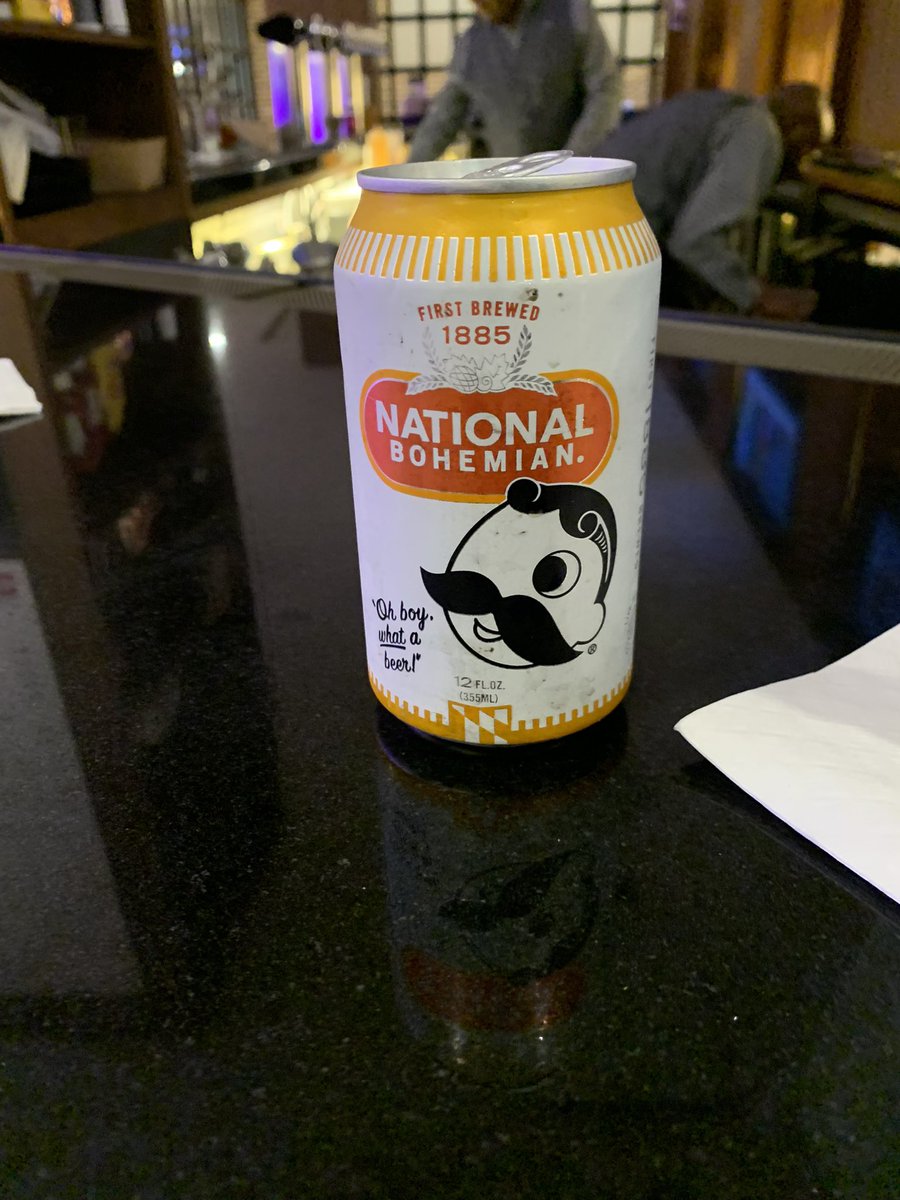 FIRST BREWED
1885
NATIONAL
BOHEMIAN.
"Oh boy,
what a
beer!"
®
12 FL.OZ.
(355ML)